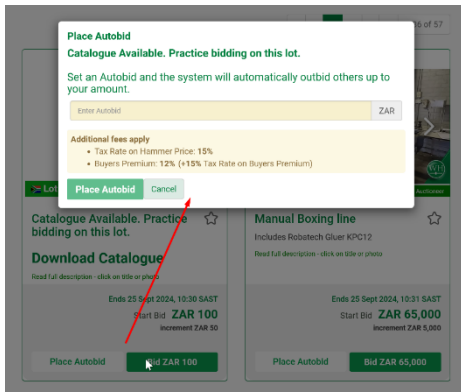 36 of 57
Place Autobid
Catalogue Available. Practice bidding on this lot.
Set an Autobid and the system will automatically outbid others up to
your amount.
Enter Autobid
ZAR
Additional fees apply
• Tax Rate on Hammer Price: 15%
• Buyers Premium: 12% (+15% Tax Rate on Buyers Premium)
Place Autobid
Cancel
Lot
WH
Auctioneer
Catalogue Available. Practice
bidding on this lot.
Download Catalogue
Read full description - click on title or photo
Ends 25 Sept 2024, 10:30 SAST
Start Bid ZAR 100
increment ZAR 50
Place Autobid
Bid ZAR 100
Manual Boxing line
Includes Robatech Gluer KPC12
Read full description - click on title or photo
Ends 25 Sept 2024, 10:31 SAST
Start Bid ZAR 65,000
increment ZAR 5,000
Place Autobid
Bid ZAR 65,000